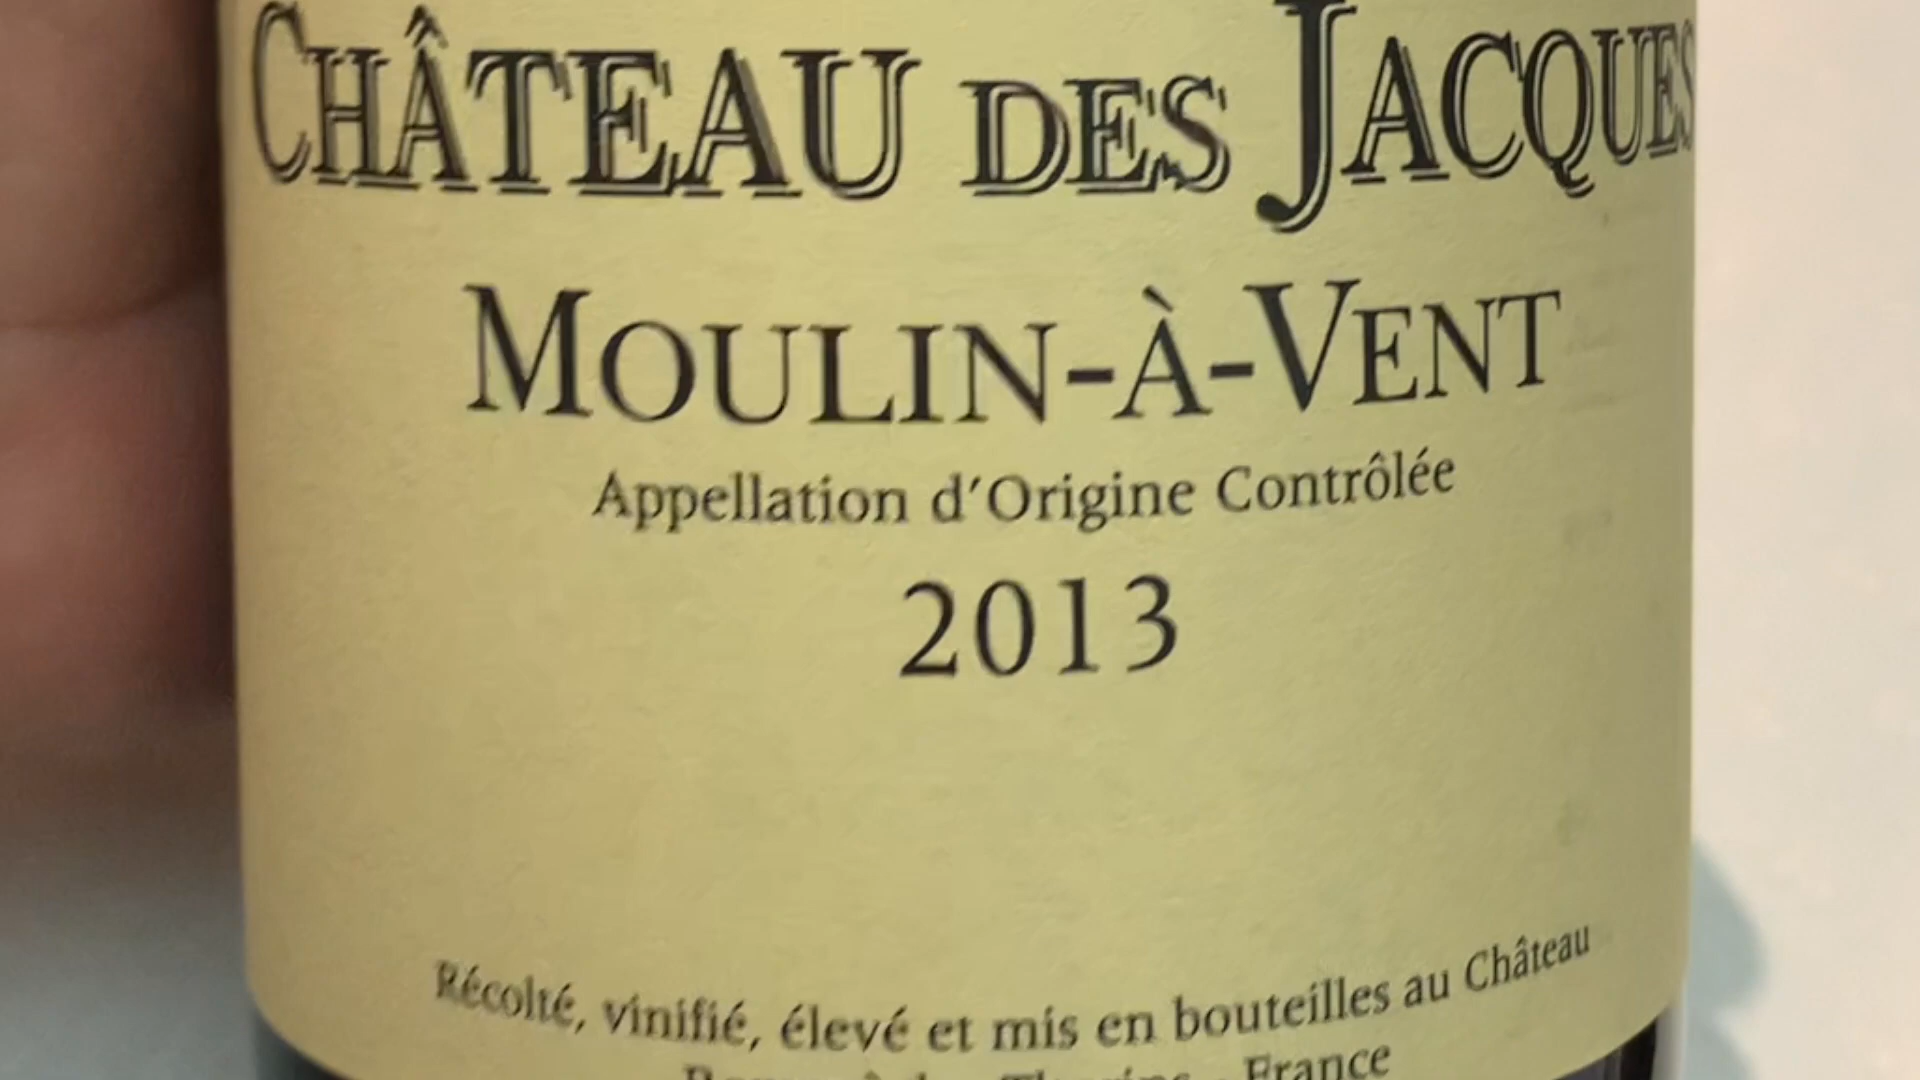 CHÂTEAU DES JACQUES
MOULIN-À-VENT
Appellation d'Origine Contrôlée
2013
Récolté, vinifié, élevé et mis en bouteilles au Château
France